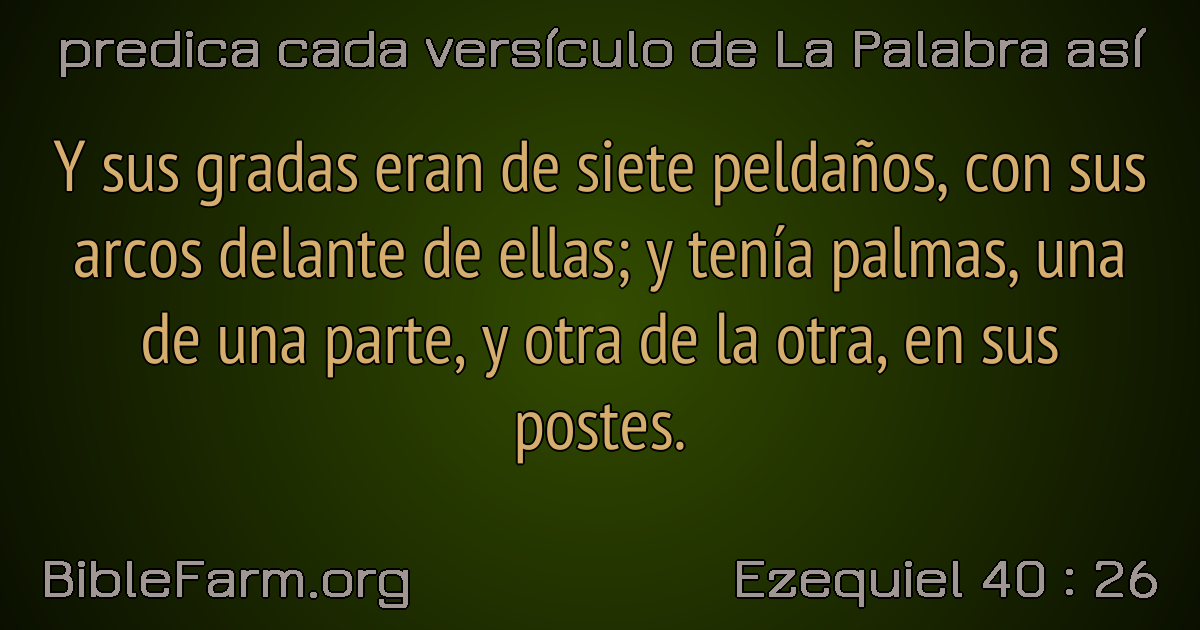 predica cada versículo de La Palabra así
Y sus gradas eran de siete peldaños, con sus
arcos delante de ellas; y tenía palmas, una
de una parte, y otra de la otra, en sus
postes.
BibleFarm.org
Ezequiel 40 : 26